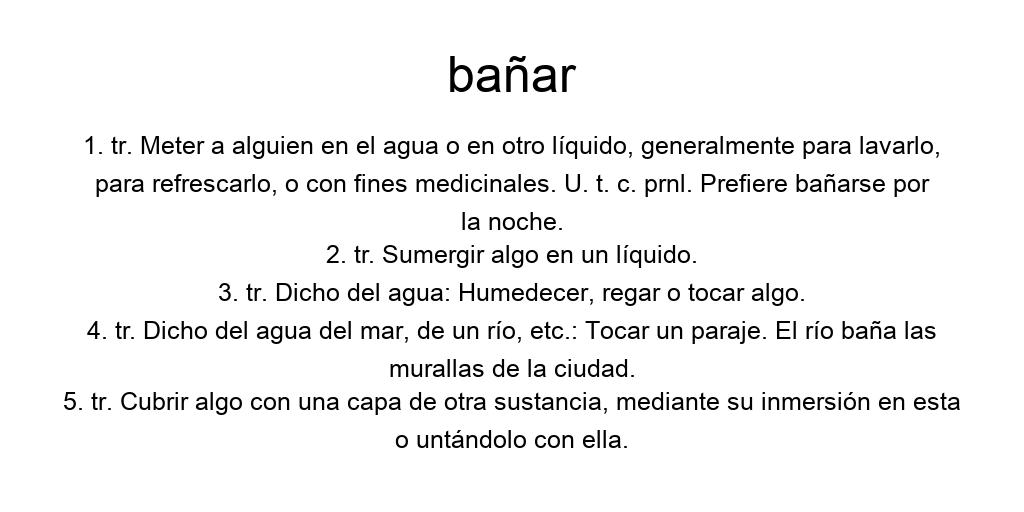 bañar
1. tr. Meter a alguien en el agua o en otro líquido, generalmente para lavarlo,
para refrescarlo, o con fines medicinales. U. t. c. prnl. Prefiere bañarse por
la noche.
2. tr. Sumergir algo en un líquido.
3. tr. Dicho del agua: Humedecer, regar o tocar algo.
4. tr. Dicho del agua del mar, de un río, etc.: Tocar un paraje. El río baña las
murallas de la ciudad.
5. tr. Cubrir algo con una capa de otra sustancia, mediante su inmersión en esta
o untándolo con ella.